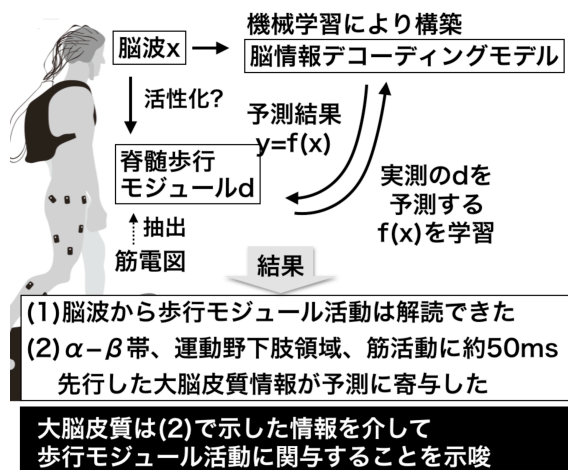 機械学習により構築
脳波x
脳情報デコーディングモデル
活性化?
予測結果
y=f(x)
脊髄歩行
モジュールd
実測のdを
予測する
f(x)を学習
抽出
筋電図
結果
(1)脳波から歩行モジュール活動は解読できた
(2)α−β帯、運動野下肢領域、筋活動に約50ms
先行した大脳皮質情報が予測に寄与した
大脳皮質は(2)で示した情報を介して
歩行モジュール活動に関与することを示唆